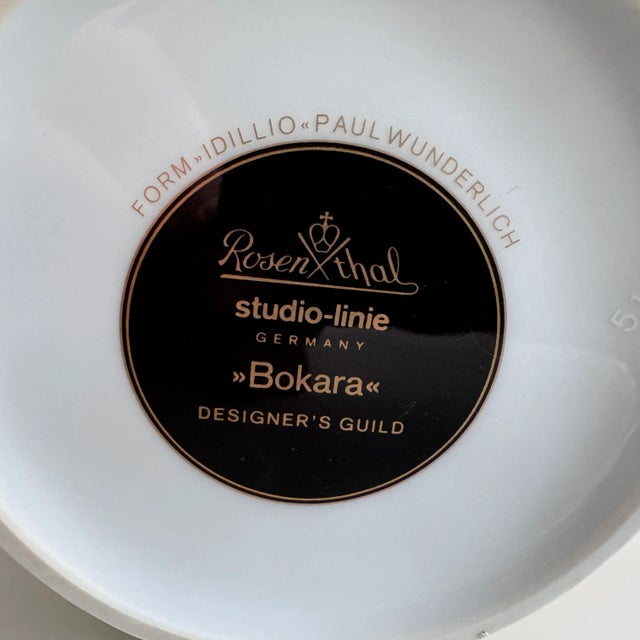 FORM »IDILLIO« PAUL WUNDERLICH
Rosenthal
studio-linie
GERMANY
»Bokara«
DESIGNER'S GUILD